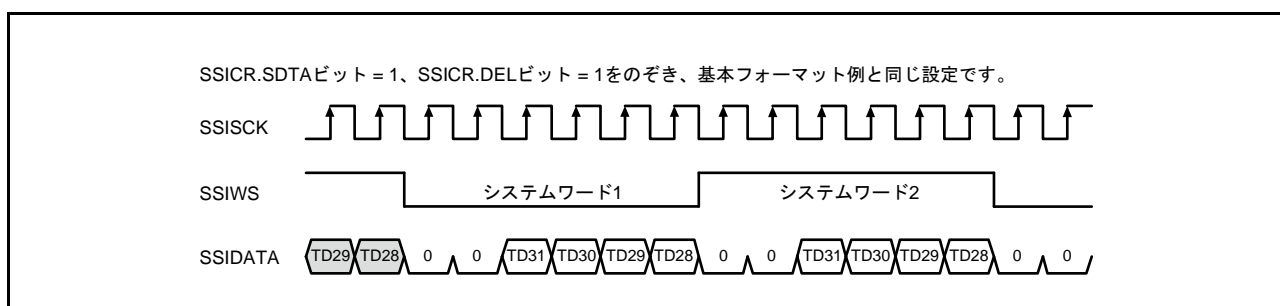 SSICR.SDTAビット = 1、SSICR.DELビット = 1をのぞき、基本フォーマット例と同じ設定です。
SSISCK
SSIWS システムワード1 システムワード2
SSIDATA TD29 TD28 0 0 TD31 TD30 TD29 TD28 0 0 TD31 TD30 TD29 TD28 0 0